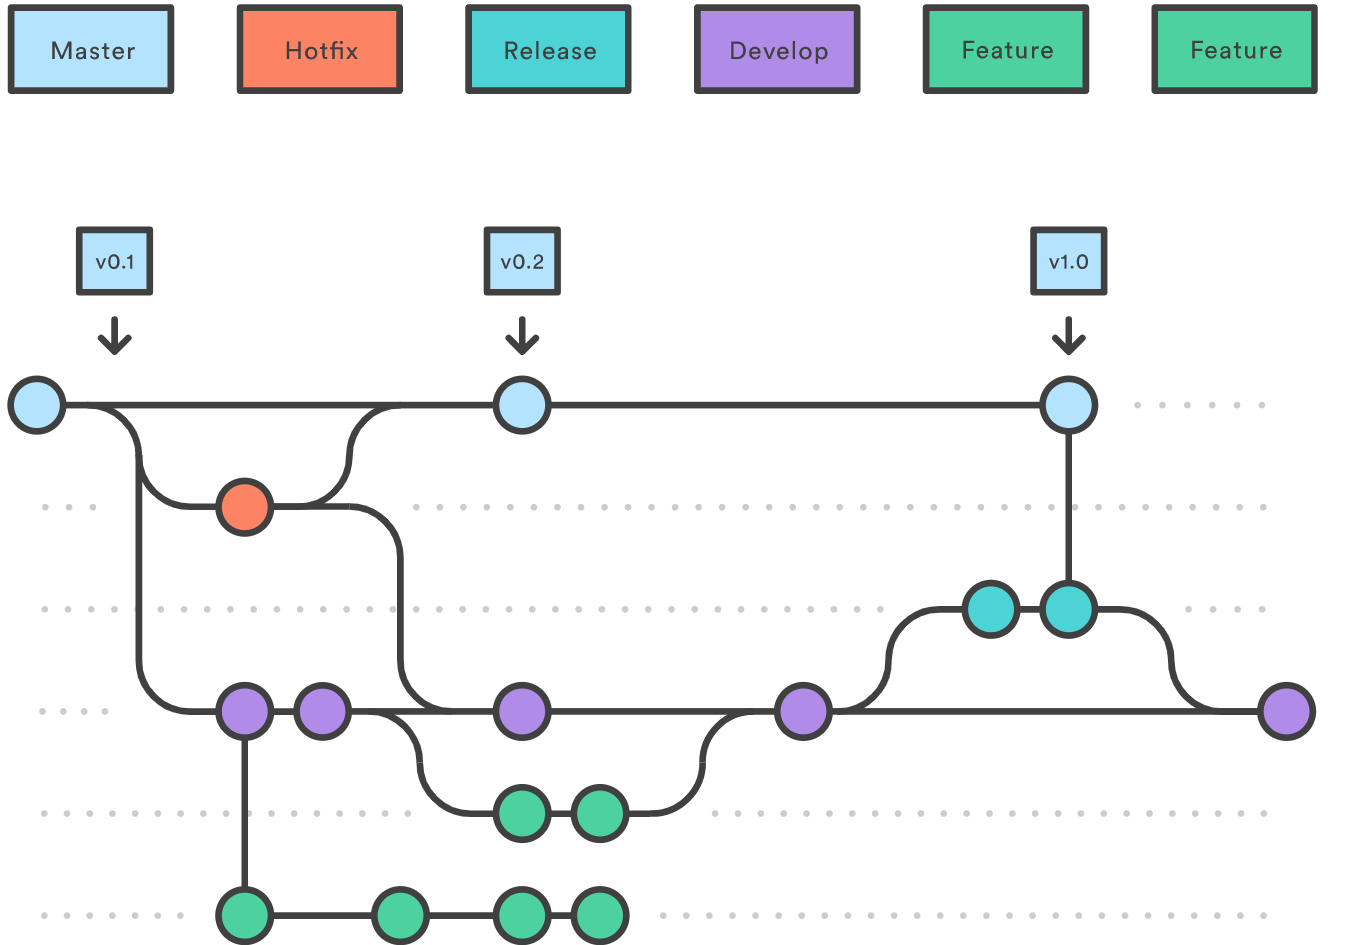 Master
Hotfix
Release
Develop
Feature
Feature
v0.1
v0.2
v1.0